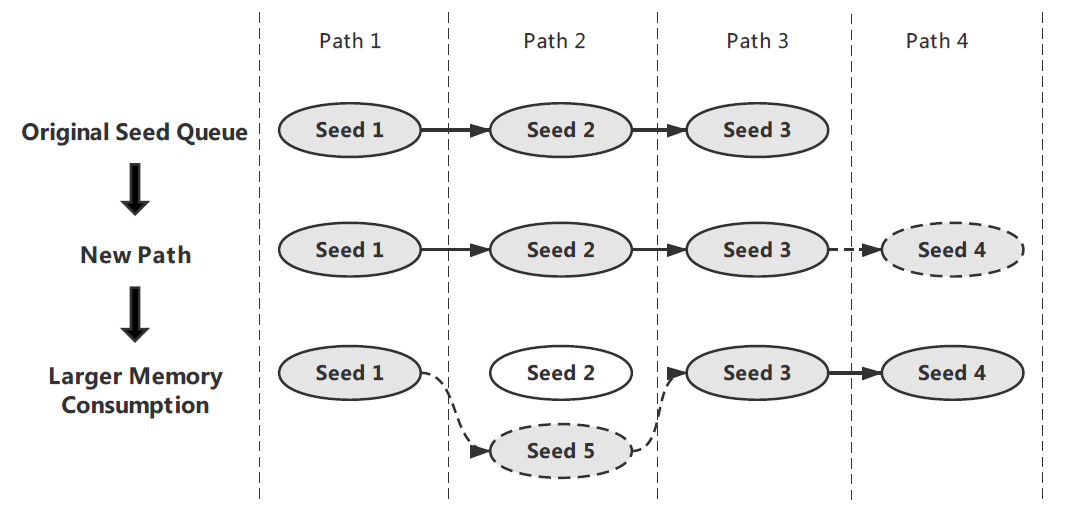 Path 1
Path 2
Path 3
Path 4
Original Seed Queue
Seed 1
Seed 2
Seed 3
New Path
Seed 1
Seed 2
Seed 3
Seed 4
Larger Memory
Consumption
Seed 1
Seed 2
Seed 3
Seed 4
Seed 5